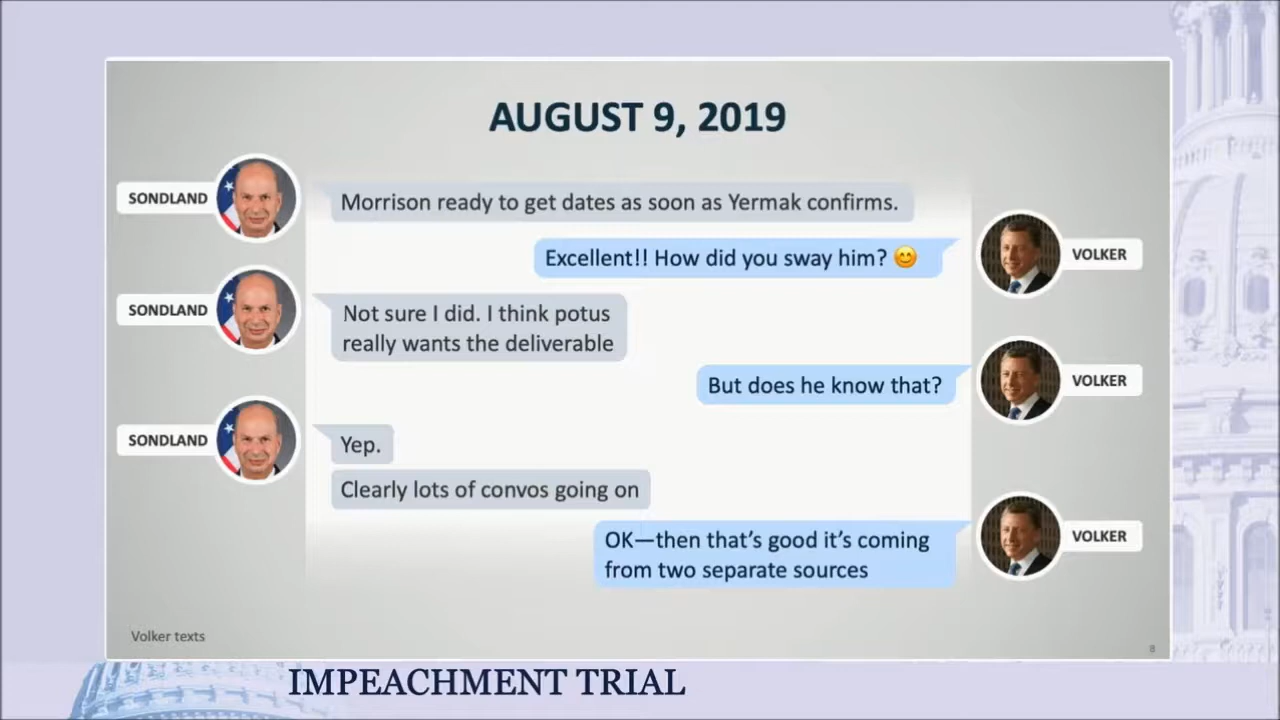 AUGUST 9, 2019
SONDLAND
Morrison ready to get dates as soon as Yermak confirms.
Excellent!! How did you sway him? 😊
VOLKER
SONDLAND
Not sure I did. I think potus
really wants the deliverable
But does he know that?
VOLKER
SONDLAND
Yep.
Clearly lots of convos going on
OK—then that's good it's coming
from two separate sources
VOLKER
Volker texts
8
IMPEACHMENT TRIAL